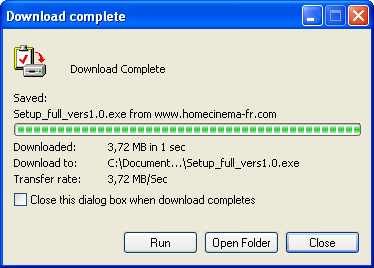 Download complete
Download Complete
Saved:
Setup_full_vers1.0.exe from www.homecinema-fr.com
Downloaded: 3,72 MB in 1 sec
Download to: C:\Document...\Setup_full_vers1.0.exe
Transfer rate: 3,72 MB/Sec
Close this dialog box when download completes
Run Open Folder Close